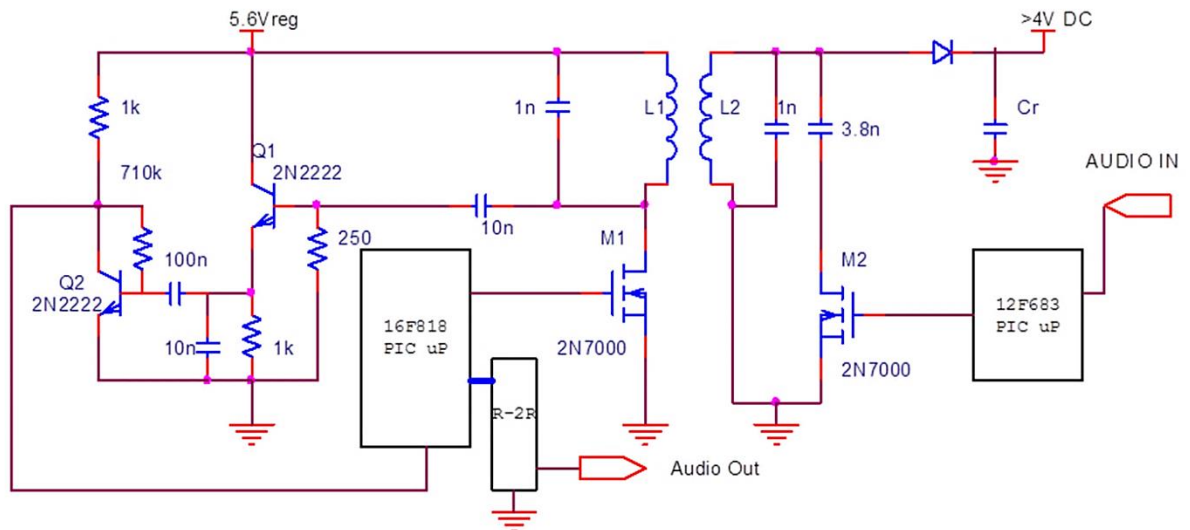 5.6Vreg
>4V DC
1k
1n
L1
L2
1n
3.8n
Cr
710k
Q1
2N2222
AUDIO IN
10n
250
M1
M2
100n
Q2
2N2222
10n
1k
16F818
PIC uP
2N7000
12F683
PIC uP
2N7000
R-2R
Audio Out